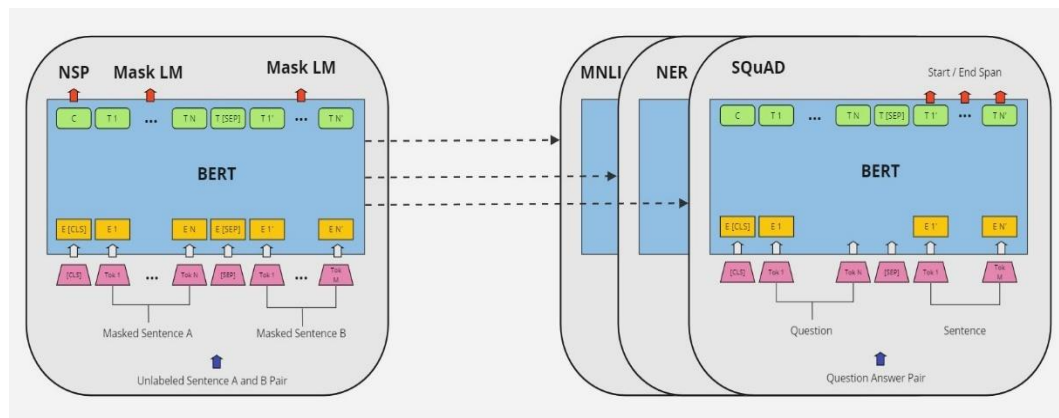 NSP Mask LM Mask LM
C T 1 ... T N T [SEP] T 1' ... T N'
BERT
E [CLS] E 1 E N E [SEP] E 1' E N'
[CLS] Tok 1 ... Tok N [SEP] Tok 1 ... Tok M
Masked Sentence A Masked Sentence B
Unlabeled Sentence A and B Pair
MNLI NER SQuAD
Start / End Span
C T 1 ... T N T [SEP] T 1' ... T N'
BERT
E [CLS] E 1 E 1' E N'
[CLS] Tok 1 Tok N [SEP] Tok 1 Tok M
Question Sentence
Question Answer Pair